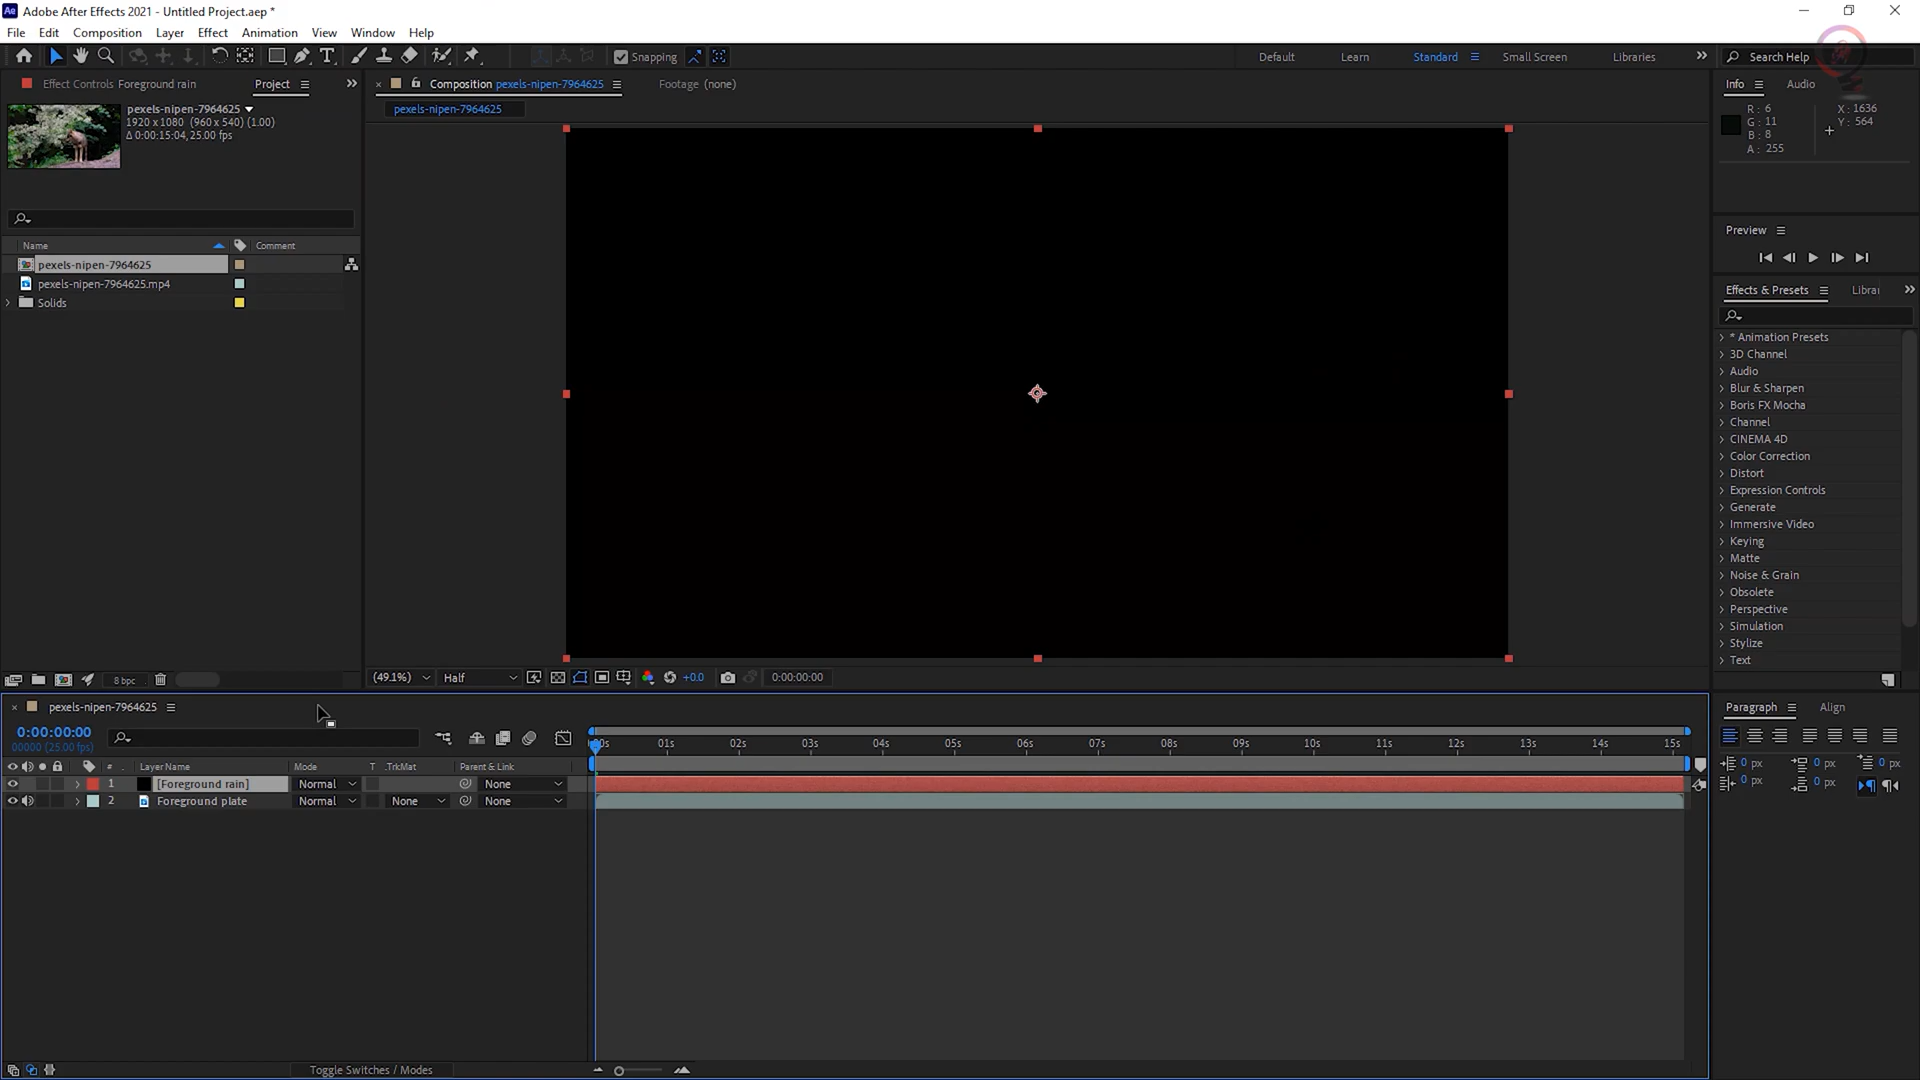 Ae Adobe After Effects 2021 - Untitled Project.aep *
File Edit Composition Layer Effect Animation View Window Help
Snapping
Default Learn Standard Small Screen Libraries Search Help
Effect Controls Foreground rain Project
pexels-nipen-7964625
1920 x 1080 (960 x 540) (1.00)
Δ 0:00:15:04, 25.00 fps
Name Comment
pexels-nipen-7964625
pexels-nipen-7964625.mp4
Solids
8 bpc
Composition pexels-nipen-7964625 Footage (none)
pexels-nipen-7964625
(49.1%) Half +0.0 0:00:00:00
Info Audio
R: 6 X: 1636
G: 11 Y: 564
B: 8
A: 255
Preview
Effects & Presets Librar
* Animation Presets
3D Channel
Audio
Blur & Sharpen
Boris FX Mocha
Channel
CINEMA 4D
Color Correction
Distort
Expression Controls
Generate
Immersive Video
Keying
Matte
Noise & Grain
Obsolete
Perspective
Simulation
Stylize
Text
pexels-nipen-7964625
0:00:00:00
00000 (25.00 fps)
# Layer Name Mode T .TrkMat Parent & Link
1 [Foreground rain] Normal None
2 Foreground plate Normal None None
00s 01s 02s 03s 04s 05s 06s 07s 08s 09s 10s 11s 12s 13s 14s 15s
Toggle Switches / Modes
Paragraph Align
0 px 0 px 0 px
0 px 0 px